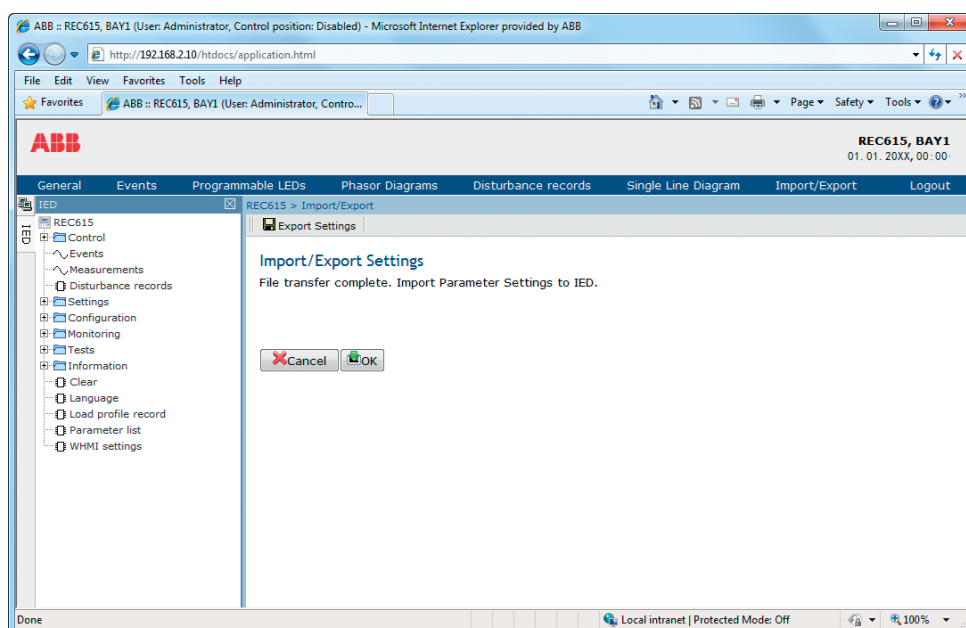 ABB :: REC615, BAY1 (User: Administrator, Control position: Disabled) - Microsoft Internet Explorer provided by ABB
http://192.168.2.10/htdocs/application.html
File Edit View Favorites Tools Help
Favorites ABB :: REC615, BAY1 (User: Administrator, Contro... Page Safety Tools
ABB
REC615, BAY1
01. 01. 20XX, 00:00
General Events Programmable LEDs Phasor Diagrams Disturbance records Single Line Diagram Import/Export Logout
IED
IED
REC615 > Import/Export
REC615
Control
Events
Measurements
Disturbance records
Settings
Configuration
Monitoring
Tests
Information
Clear
Language
Load profile record
Parameter list
WHMI settings
Export Settings
Import/Export Settings
File transfer complete. Import Parameter Settings to IED.
Cancel OK
Done Local intranet | Protected Mode: Off 100%